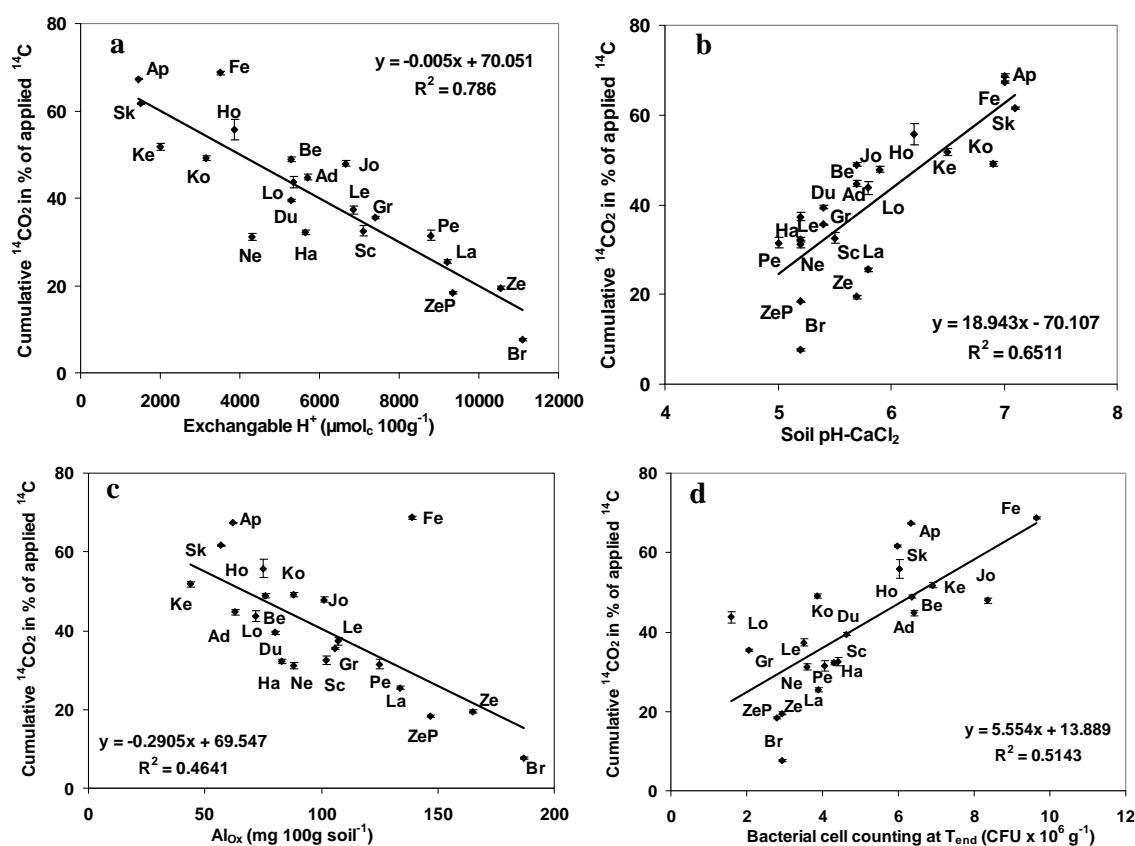 a
Cumulative ¹⁴CO₂ in % of applied ¹⁴C
80
60
40
20
0
y = -0.005x + 70.051
R² = 0.786
Ap
Fe
Sk
Ho
Ke
Ko
Be
Jo
Lo
Ad
Le
Du
Gr
Ne
Ha
Sc
Pe
La
Ze
ZeP
Br
0 2000 4000 6000 8000 10000 12000
Exchangable H⁺ (µmol_c 100g⁻¹)
b
Cumulative ¹⁴CO₂ in % of applied ¹⁴C
80
60
40
20
0
Ap
Fe
Sk
Jo
Ho
Ko
Be
Ke
Du
Ad
Lo
Ha
Le
Gr
Pe
Ne
Sc
La
Ze
ZeP
Br
y = 18.943x - 70.107
R² = 0.6511
4 5 6 7 8
Soil pH-CaCl₂
c
Cumulative ¹⁴CO₂ in % of applied ¹⁴C
80
60
40
20
0
Ap
Fe
Sk
Ho
Ko
Ke
Jo
Be
Ad
Lo
Le
Du
Gr
Ha
Ne
Sc
Pe
La
Ze
ZeP
Br
y = -0.2905x + 69.547
R² = 0.4641
0 50 100 150 200
Al_Ox (mg 100g soil⁻¹)
d
Cumulative ¹⁴CO₂ in % of applied ¹⁴C
80
60
40
20
0
Fe
Ap
Sk
Ho
Ke
Jo
Ko
Be
Lo
Du
Ad
Le
Gr
Sc
Ne
Pe
Ha
La
ZeP
Ze
Br
y = 5.554x + 13.889
R² = 0.5143
0 2 4 6 8 10 12
Bacterial cell counting at T_end (CFU x 10⁶ g⁻¹)